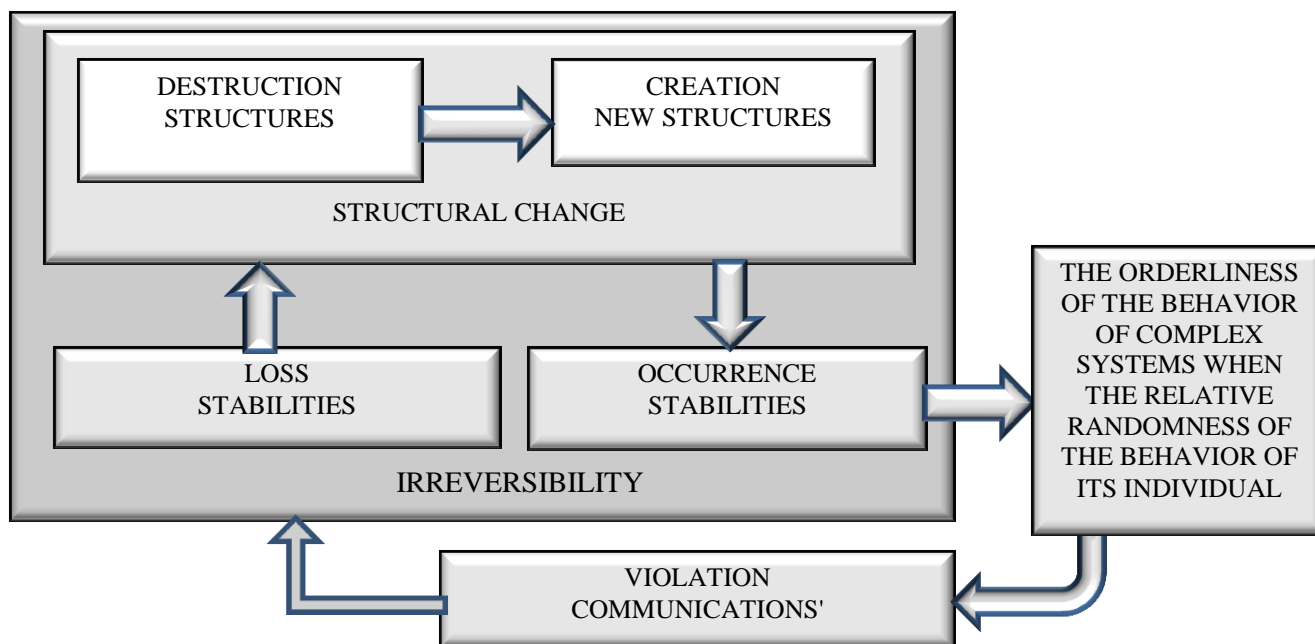 DESTRUCTION
STRUCTURES
CREATION
NEW STRUCTURES
STRUCTURAL CHANGE
LOSS
STABILITIES
OCCURRENCE
STABILITIES
IRREVERSIBILITY
THE ORDERLINESS
OF THE BEHAVIOR
OF COMPLEX
SYSTEMS WHEN
THE RELATIVE
RANDOMNESS OF
THE BEHAVIOR OF
ITS INDIVIDUAL
VIOLATION
COMMUNICATIONS'